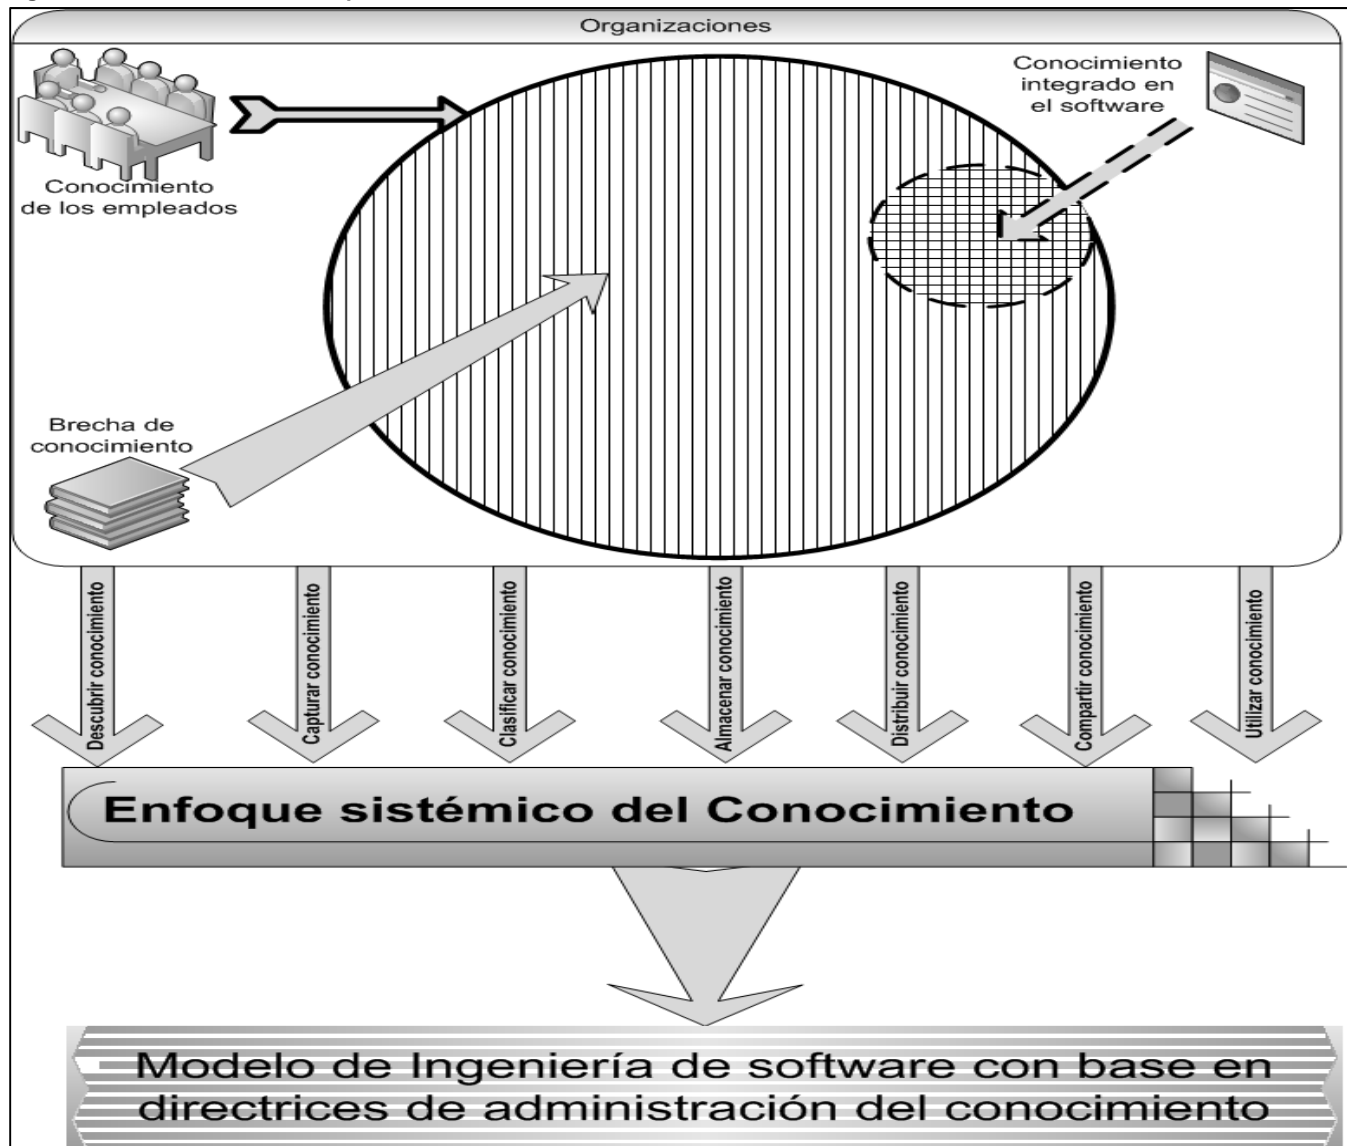 Organizaciones
Conocimiento
de los empleados
Conocimiento
integrado en
el software
Brecha de
conocimiento
Descubrir conocimiento
Capturar conocimiento
Clasificar conocimiento
Almacenar conocimiento
Distribuir conocimiento
Compartir conocimiento
Utilizar conocimiento
Enfoque sistémico del Conocimiento
Modelo de Ingeniería de software con base en
directrices de administración del conocimiento